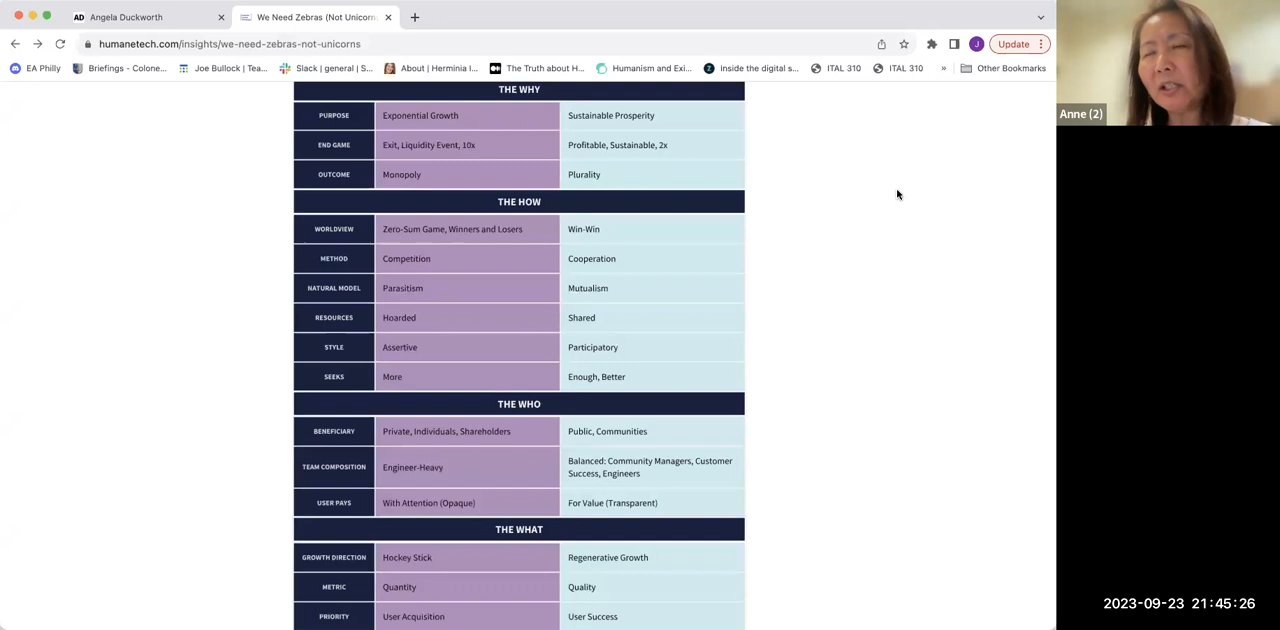 AD Angela Duckworth
We Need Zebras (Not Unicorn
humanetech.com/insights/we-need-zebras-not-unicorns
J
Update
EA Philly
Briefings - Colone...
Joe Bullock | Tea...
Slack | general | S...
About | Herminia I...
The Truth about H...
Humanism and Exi...
Inside the digital s...
ITAL 310
ITAL 310
»
Other Bookmarks
Anne (2)
THE WHY
PURPOSE Exponential Growth Sustainable Prosperity
END GAME Exit, Liquidity Event, 10x Profitable, Sustainable, 2x
OUTCOME Monopoly Plurality
THE HOW
WORLDVIEW Zero-Sum Game, Winners and Losers Win-Win
METHOD Competition Cooperation
NATURAL MODEL Parasitism Mutualism
RESOURCES Hoarded Shared
STYLE Assertive Participatory
SEEKS More Enough, Better
THE WHO
BENEFICIARY Private, Individuals, Shareholders Public, Communities
TEAM COMPOSITION Engineer-Heavy Balanced: Community Managers, Customer
Success, Engineers
USER PAYS With Attention (Opaque) For Value (Transparent)
THE WHAT
GROWTH DIRECTION Hockey Stick Regenerative Growth
METRIC Quantity Quality
PRIORITY User Acquisition User Success
2023-09-23 21:45:26